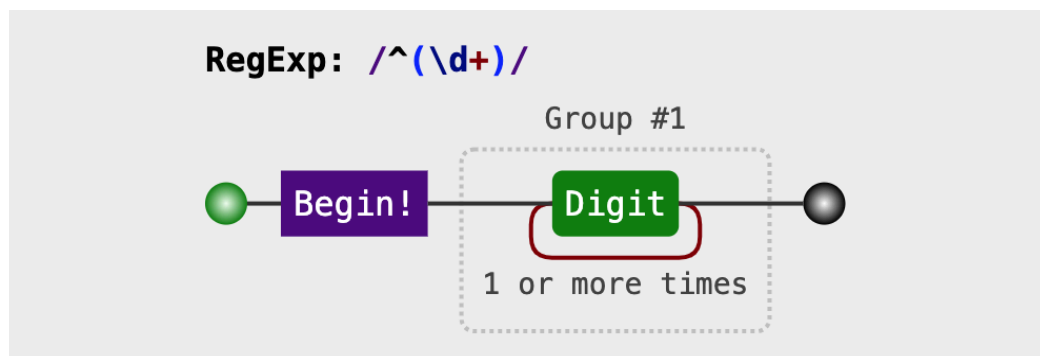 RegExp: /^(\d+)/
Group #1
Begin!
Digit
1 or more times